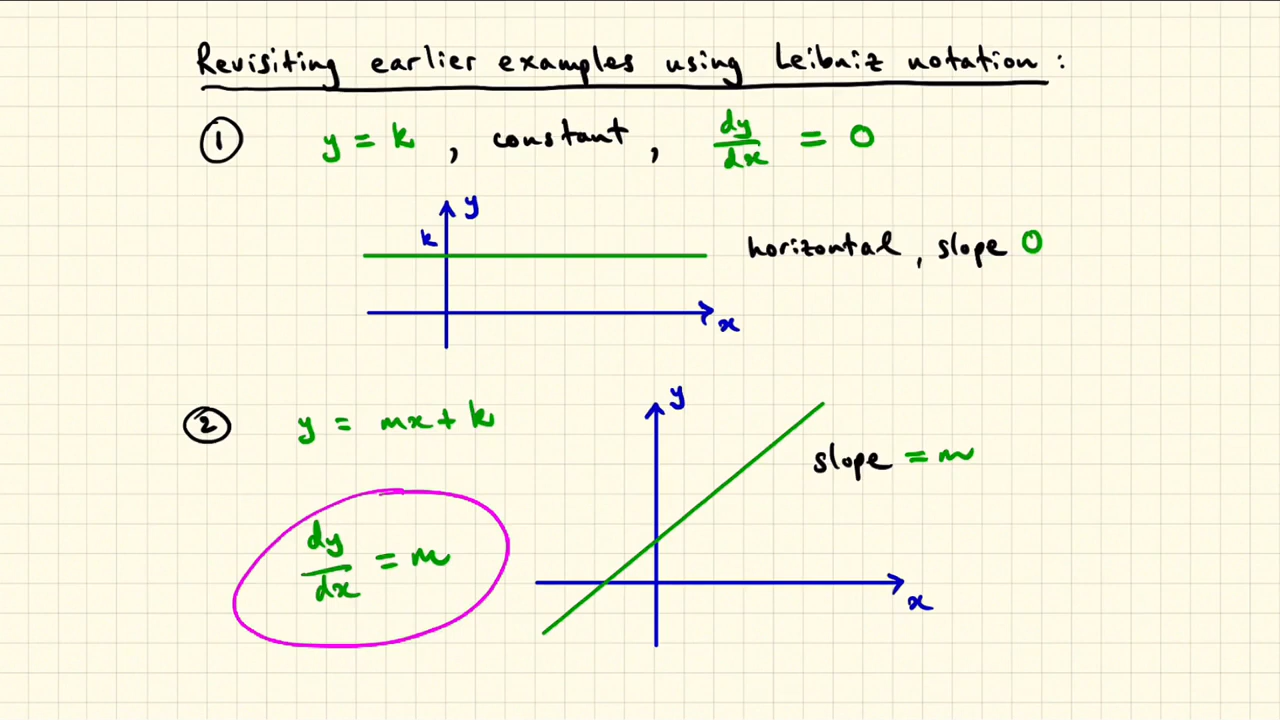 Revisiting earlier examples using Leibniz notation :
① y = k , constant , dy/dx = 0
y
k
horizontal , slope 0
x
② y = mx + k
y
slope = m
dy/dx = m
x